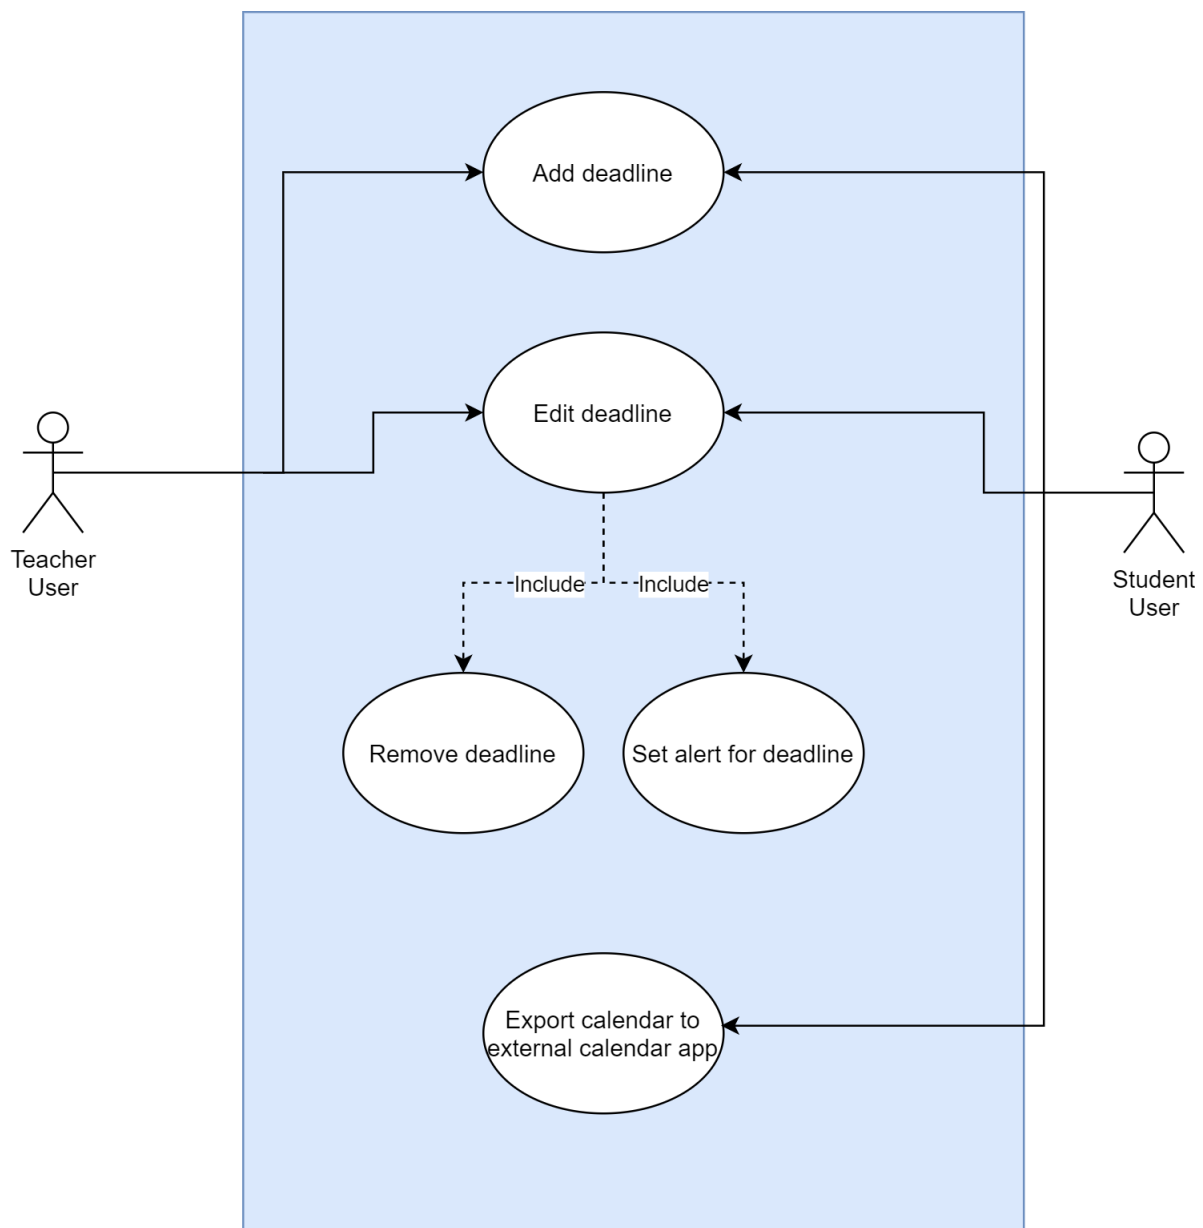 Add deadline
Edit deadline
Teacher
User
Student
User
Include
Include
Remove deadline
Set alert for deadline
Export calendar to
external calendar app